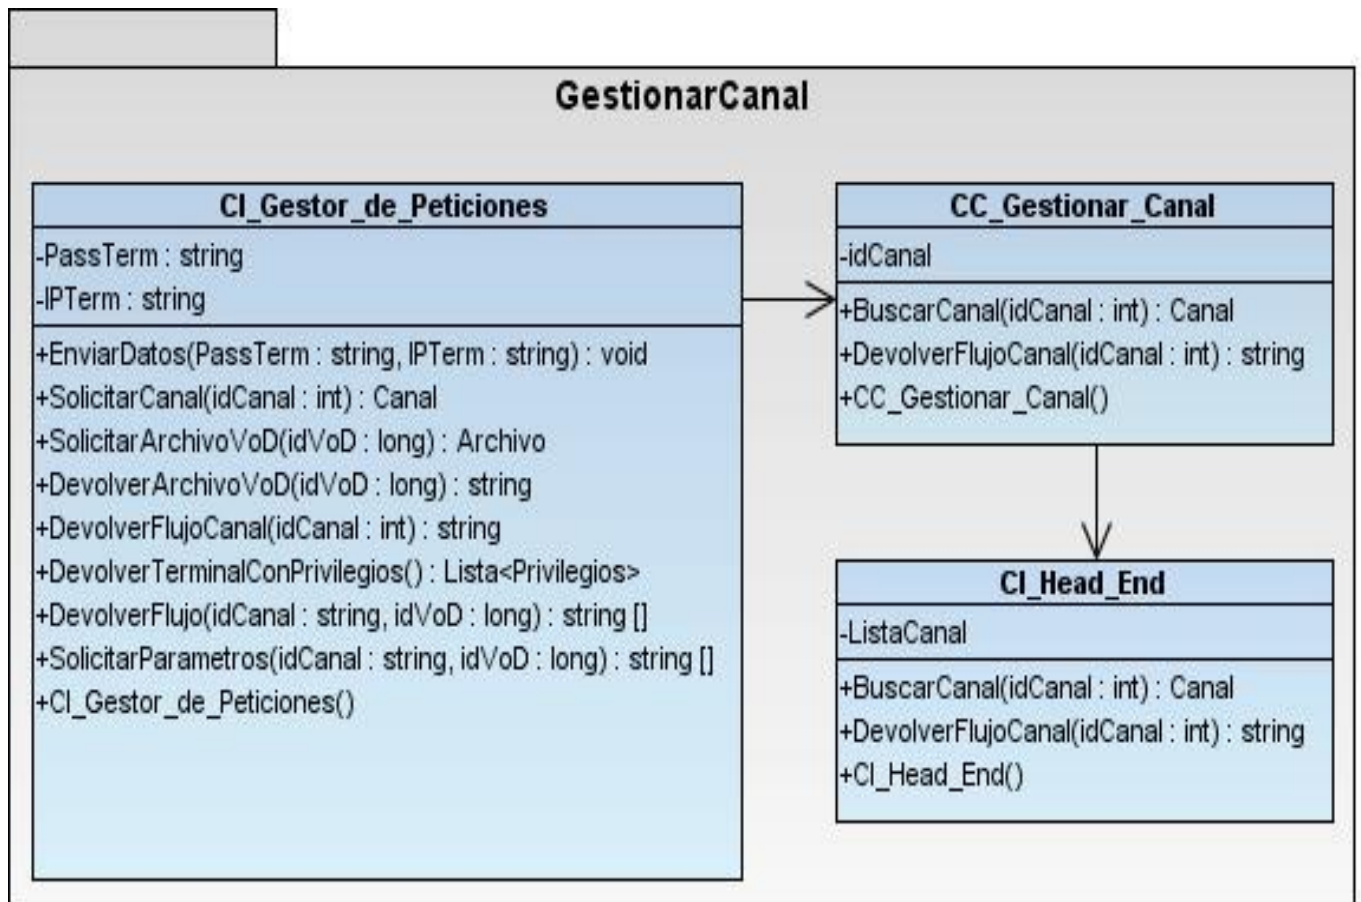 GestionarCanal
CI_Gestor_de_Peticiones
-PassTerm : string
-IPTerm : string
+EnviarDatos(PassTerm : string, IPTerm : string) : void
+SolicitarCanal(idCanal : int) : Canal
+SolicitarArchivoVoD(idVoD : long) : Archivo
+DevolverArchivoVoD(idVoD : long) : string
+DevolverFlujoCanal(idCanal : int) : string
+DevolverTerminalConPrivilegios() : Lista<Privilegios>
+DevolverFlujo(idCanal : string, idVoD : long) : string []
+SolicitarParametros(idCanal : string, idVoD : long) : string []
+CI_Gestor_de_Peticiones()
CC_Gestionar_Canal
-idCanal
+BuscarCanal(idCanal : int) : Canal
+DevolverFlujoCanal(idCanal : int) : string
+CC_Gestionar_Canal()
CI_Head_End
-ListaCanal
+BuscarCanal(idCanal : int) : Canal
+DevolverFlujoCanal(idCanal : int) : string
+CI_Head_End()